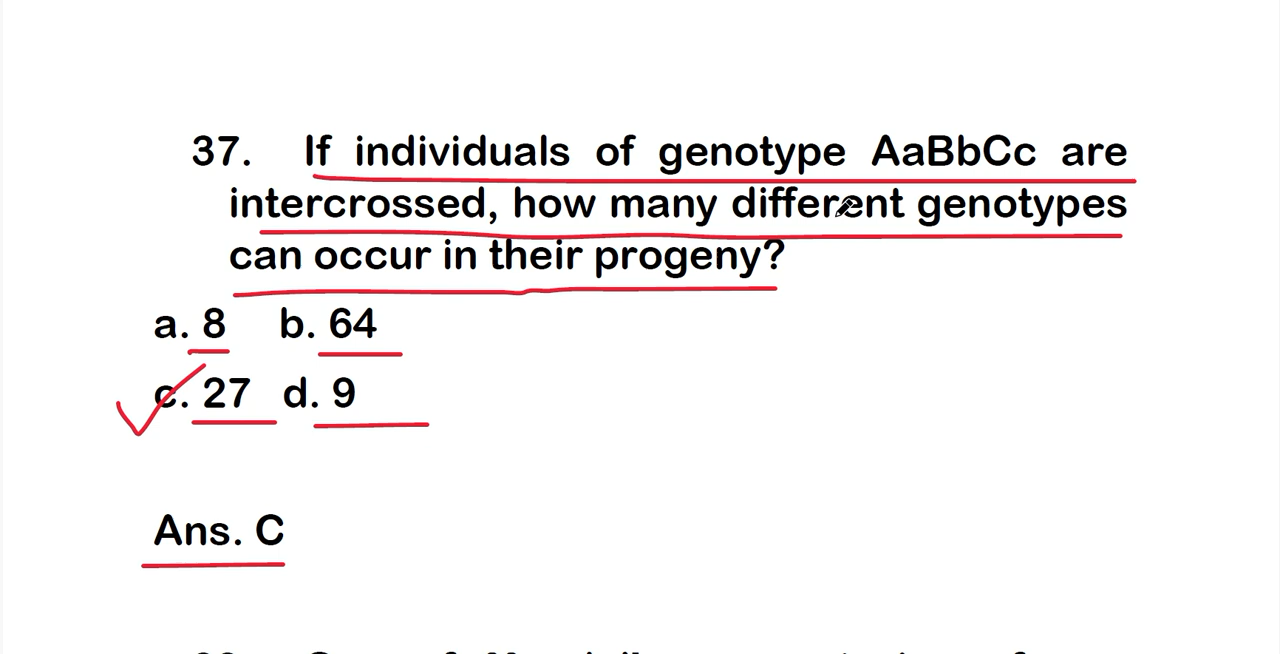 37. If individuals of genotype AaBbCc are
intercrossed, how many different genotypes
can occur in their progeny?
a. 8 b. 64
c. 27 d. 9
Ans. C